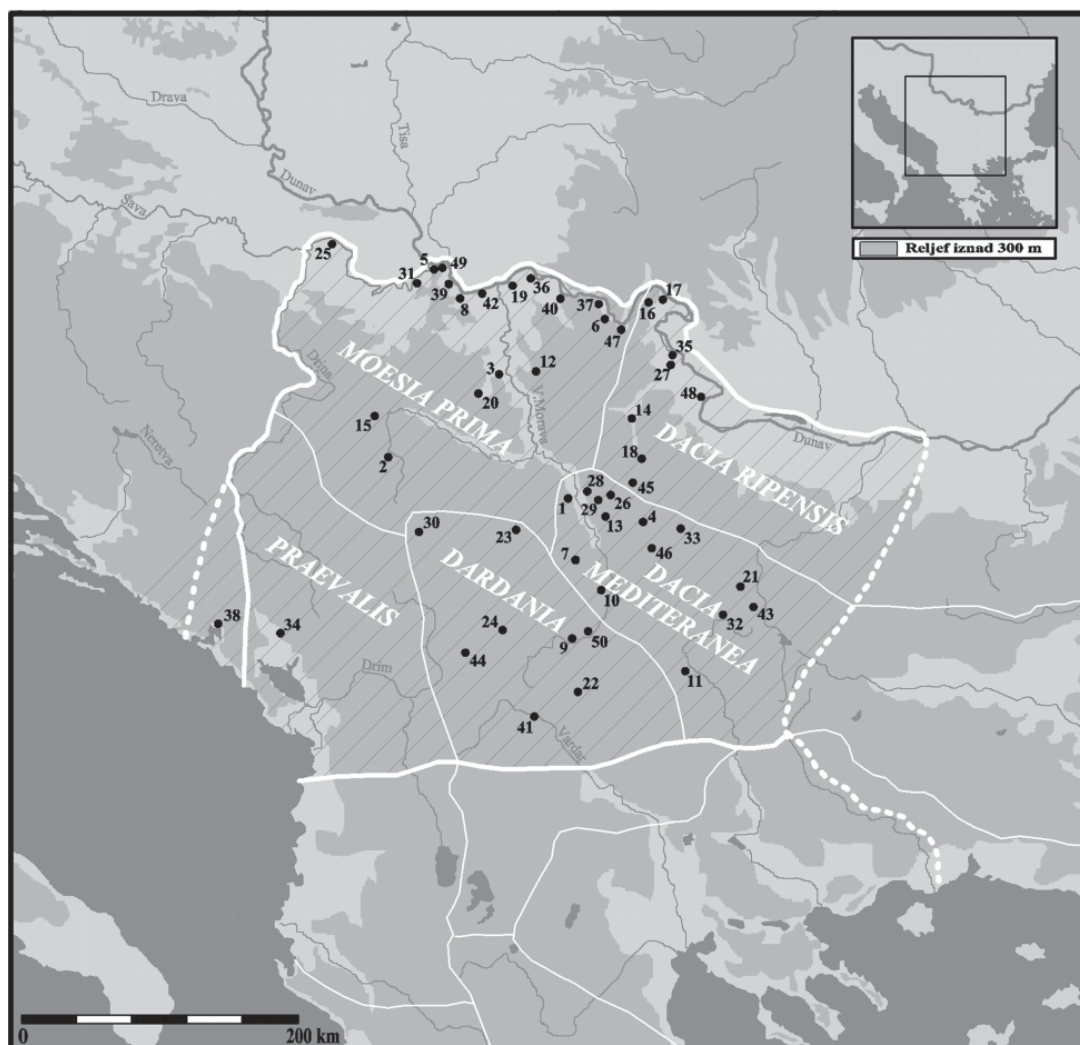 Reljef iznad 300 m
Drava
Tisa
Dunav
Sava
25
5
49
31
39
8
42
19
36
40
37
6
47
16
17
35
27
48
Drina
MOESIA PRIMA
3
12
20
V.Morava
15
2
14
18
DACIA RIPENSIS
Dunav
Neretva
28
45
1
29
26
13
4
33
30
23
7
46
PRAEVALIS
DARDANIA
DACIA
MEDITERANEA
10
21
43
32
38
34
24
9
50
44
11
Drim
22
41
Vardar
0
200 km